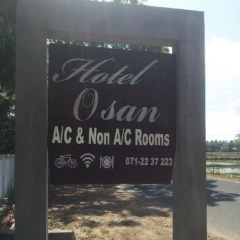 Hotel
Osan
A/C & Non A/C Rooms
071-22 37 223